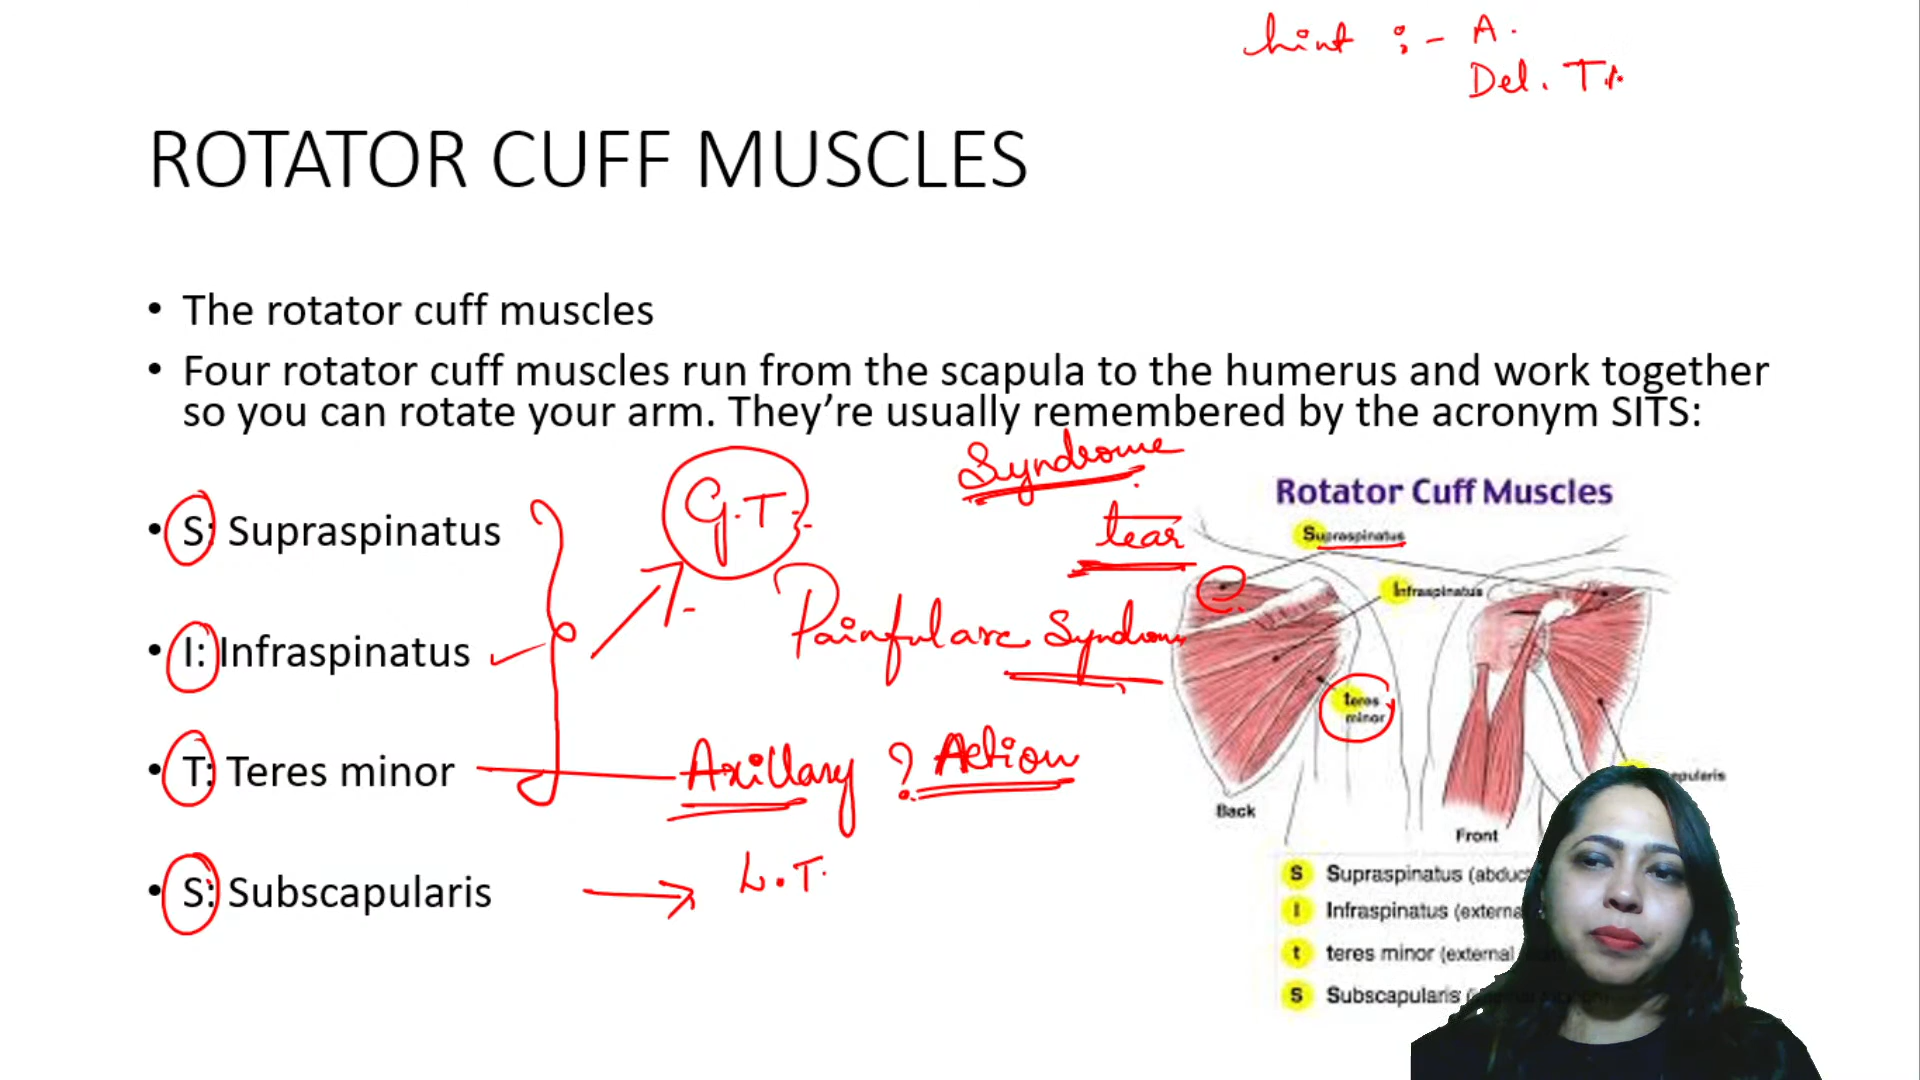 hint :- A.
Del. T
ROTATOR CUFF MUSCLES
• The rotator cuff muscles
• Four rotator cuff muscles run from the scapula to the humerus and work together
so you can rotate your arm. They’re usually remembered by the acronym SITS:
Syndrome
G.T.
tear
• S: Supraspinatus
Painful arc Syndrome
• I: Infraspinatus
• T: Teres minor
Axillary ? Action
• S: Subscapularis
L.T.
Rotator Cuff Muscles
Supraspinatus
Infraspinatus
teres
minor
Back
Front
S Supraspinatus (abduct
I Infraspinatus (externa
t teres minor (external
S Subscapularis